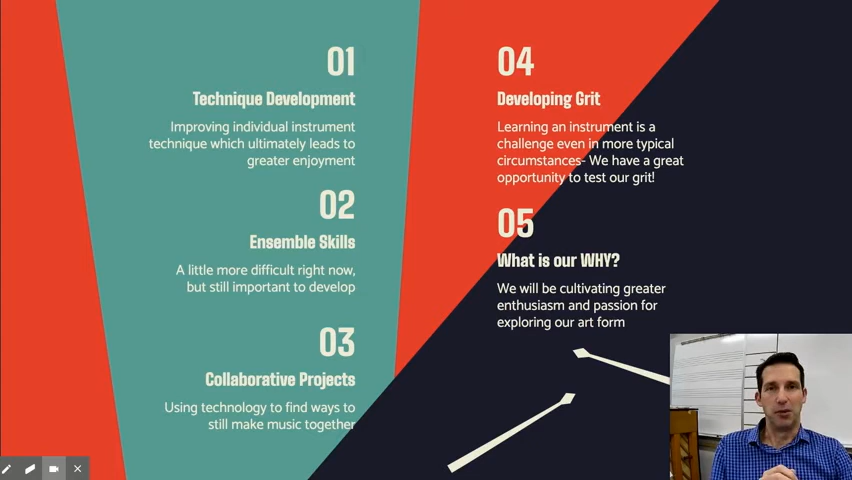 01
Technique Development
Improving individual instrument
technique which ultimately leads to
greater enjoyment
02
Ensemble Skills
A little more difficult right now,
but still important to develop
03
Collaborative Projects
Using technology to find ways to
still make music together
04
Developing Grit
Learning an instrument is a
challenge even in more typical
circumstances- We have a great
opportunity to test our grit!
05
What is our WHY?
We will be cultivating greater
enthusiasm and passion for
exploring our art form